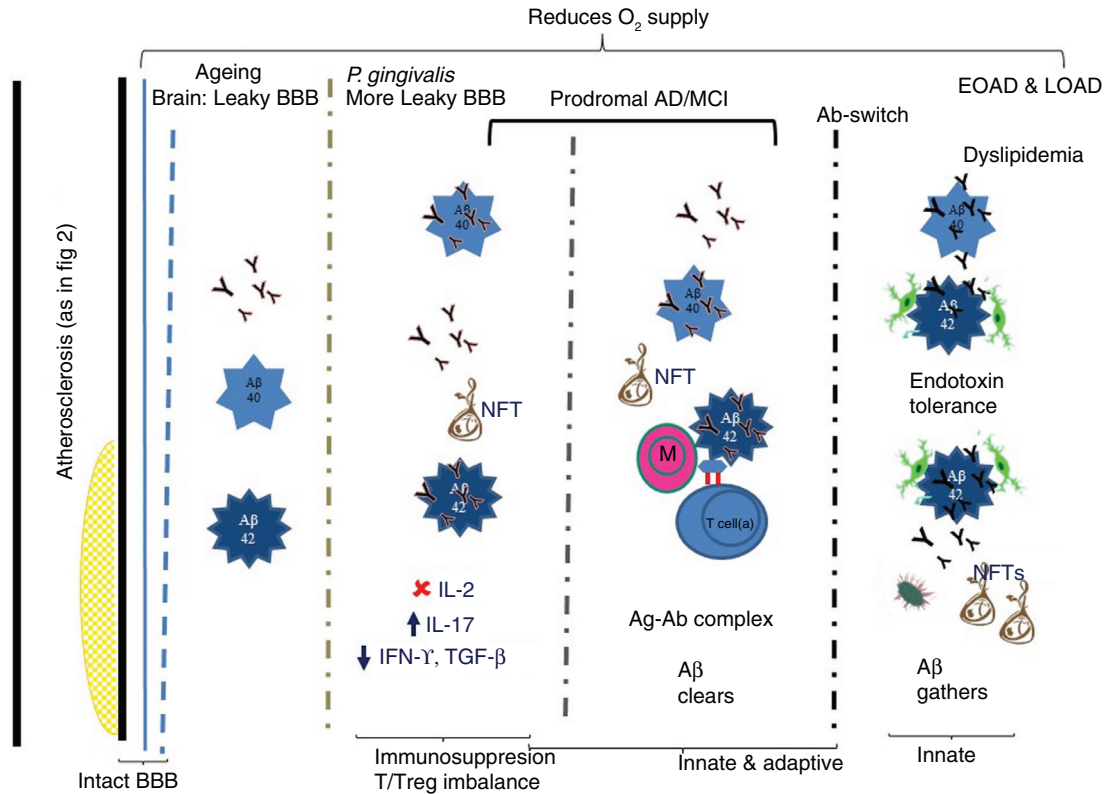 Reduces O2 supply
Atherosclerosis (as in fig 2)
Intact BBB
Ageing
Brain: Leaky BBB
Aβ
40
Aβ
42
P. gingivalis
More Leaky BBB
Aβ
40
NFT
Aβ
42
✘ IL-2
↑ IL-17
↓ IFN-ϒ, TGF-β
Immunosuppresion
T/Treg imbalance
Prodromal AD/MCI
Aβ
40
NFT
Aβ
42
M
T cell(a)
Ag-Ab complex
Aβ
clears
Innate & adaptive
Ab-switch
EOAD & LOAD
Dyslipidemia
Aβ
40
Aβ
42
Endotoxin
tolerance
Aβ
42
NFTs
Aβ
gathers
Innate